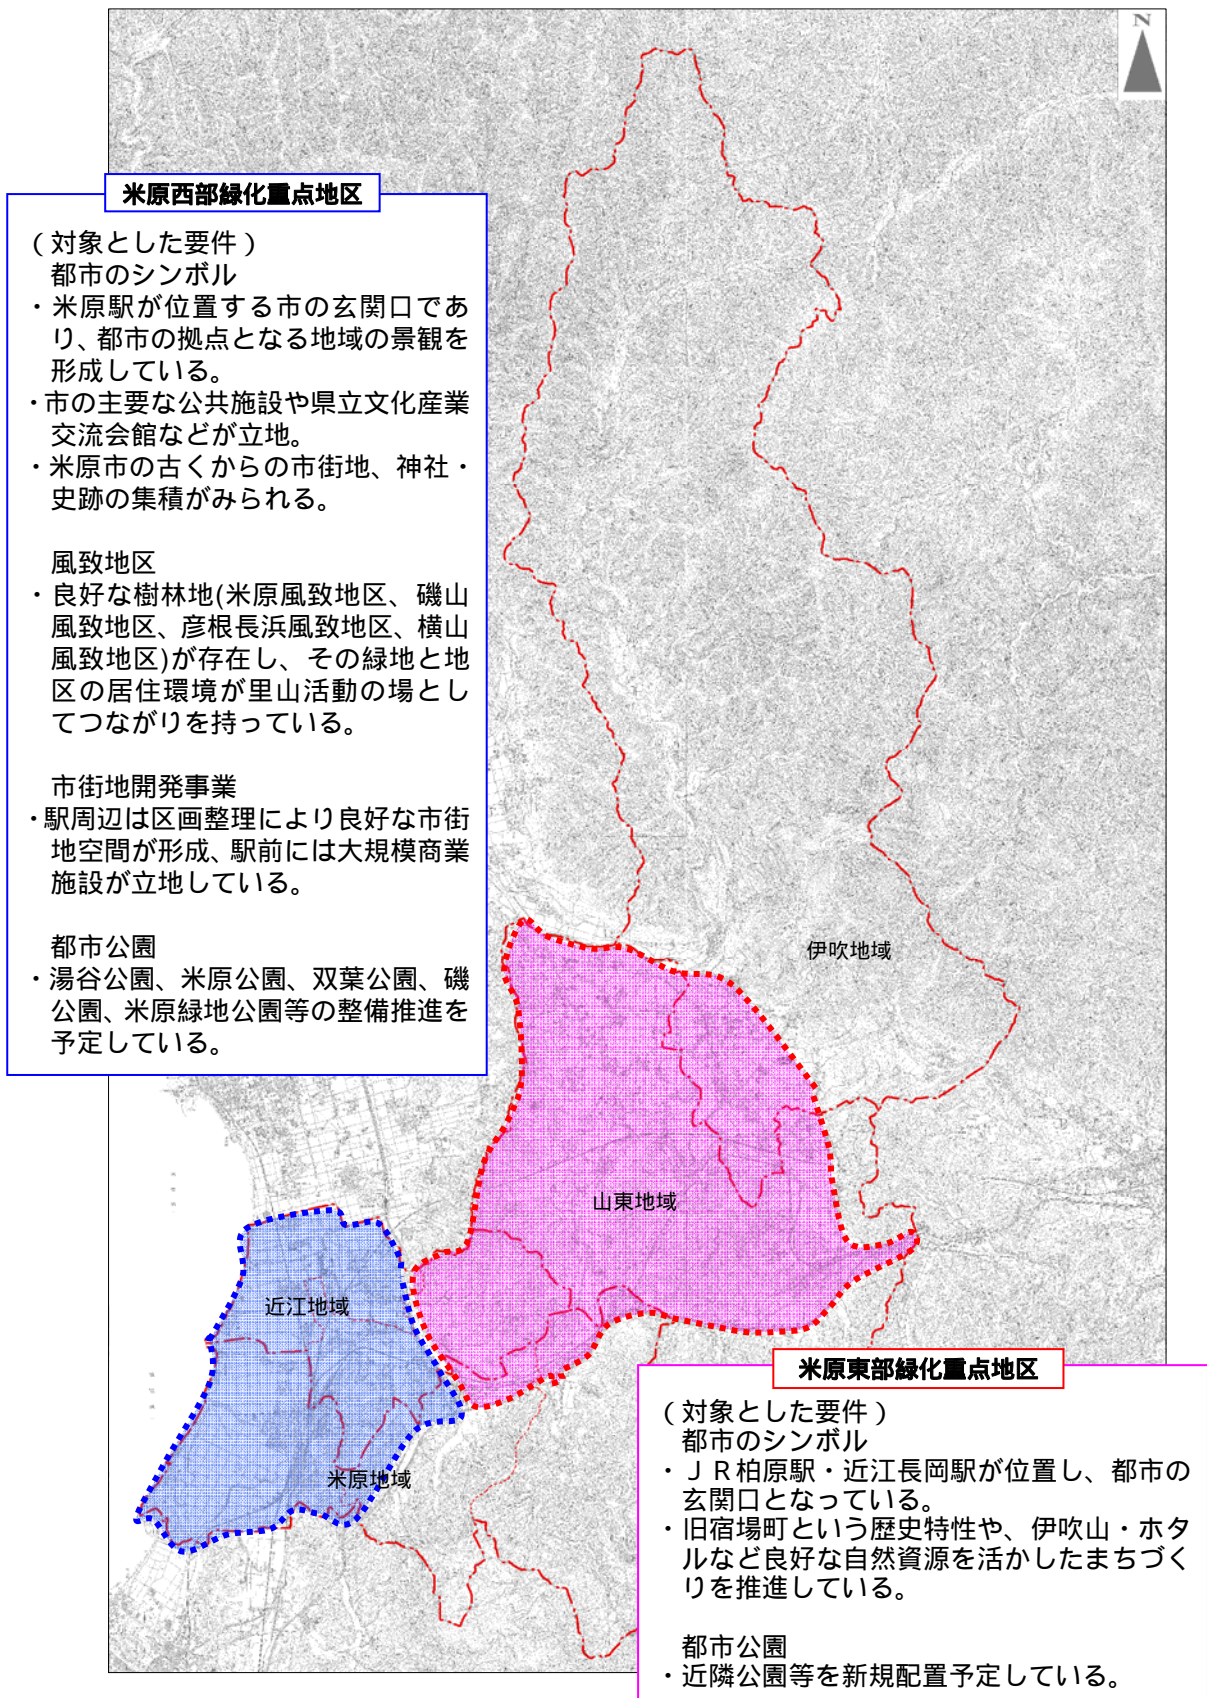 N
米原西部緑化重点地区
（対象とした要件）
都市のシンボル
・米原駅が位置する市の玄関口であ
り、都市の拠点となる地域の景観を
形成している。
・市の主要な公共施設や県立文化産業
交流会館などが立地。
・米原市の古くからの市街地、神社・
史跡の集積がみられる。
風致地区
・良好な樹林地(米原風致地区、磯山
風致地区、彦根長浜風致地区、横山
風致地区)が存在し、その緑地と地
区の居住環境が里山活動の場とし
てつながりを持っている。
市街地開発事業
・駅周辺は区画整理により良好な市街
地空間が形成、駅前には大規模商業
施設が立地している。
都市公園
・湯谷公園、米原公園、双葉公園、磯
公園、米原緑地公園等の整備推進を
予定している。
伊吹地域
山東地域
近江地域
米原地域
米原東部緑化重点地区
（対象とした要件）
都市のシンボル
・ＪＲ柏原駅・近江長岡駅が位置し、都市の
玄関口となっている。
・旧宿場町という歴史特性や、伊吹山・ホタ
ルなど良好な自然資源を活かしたまちづく
りを推進している。
都市公園
・近隣公園等を新規配置予定している。